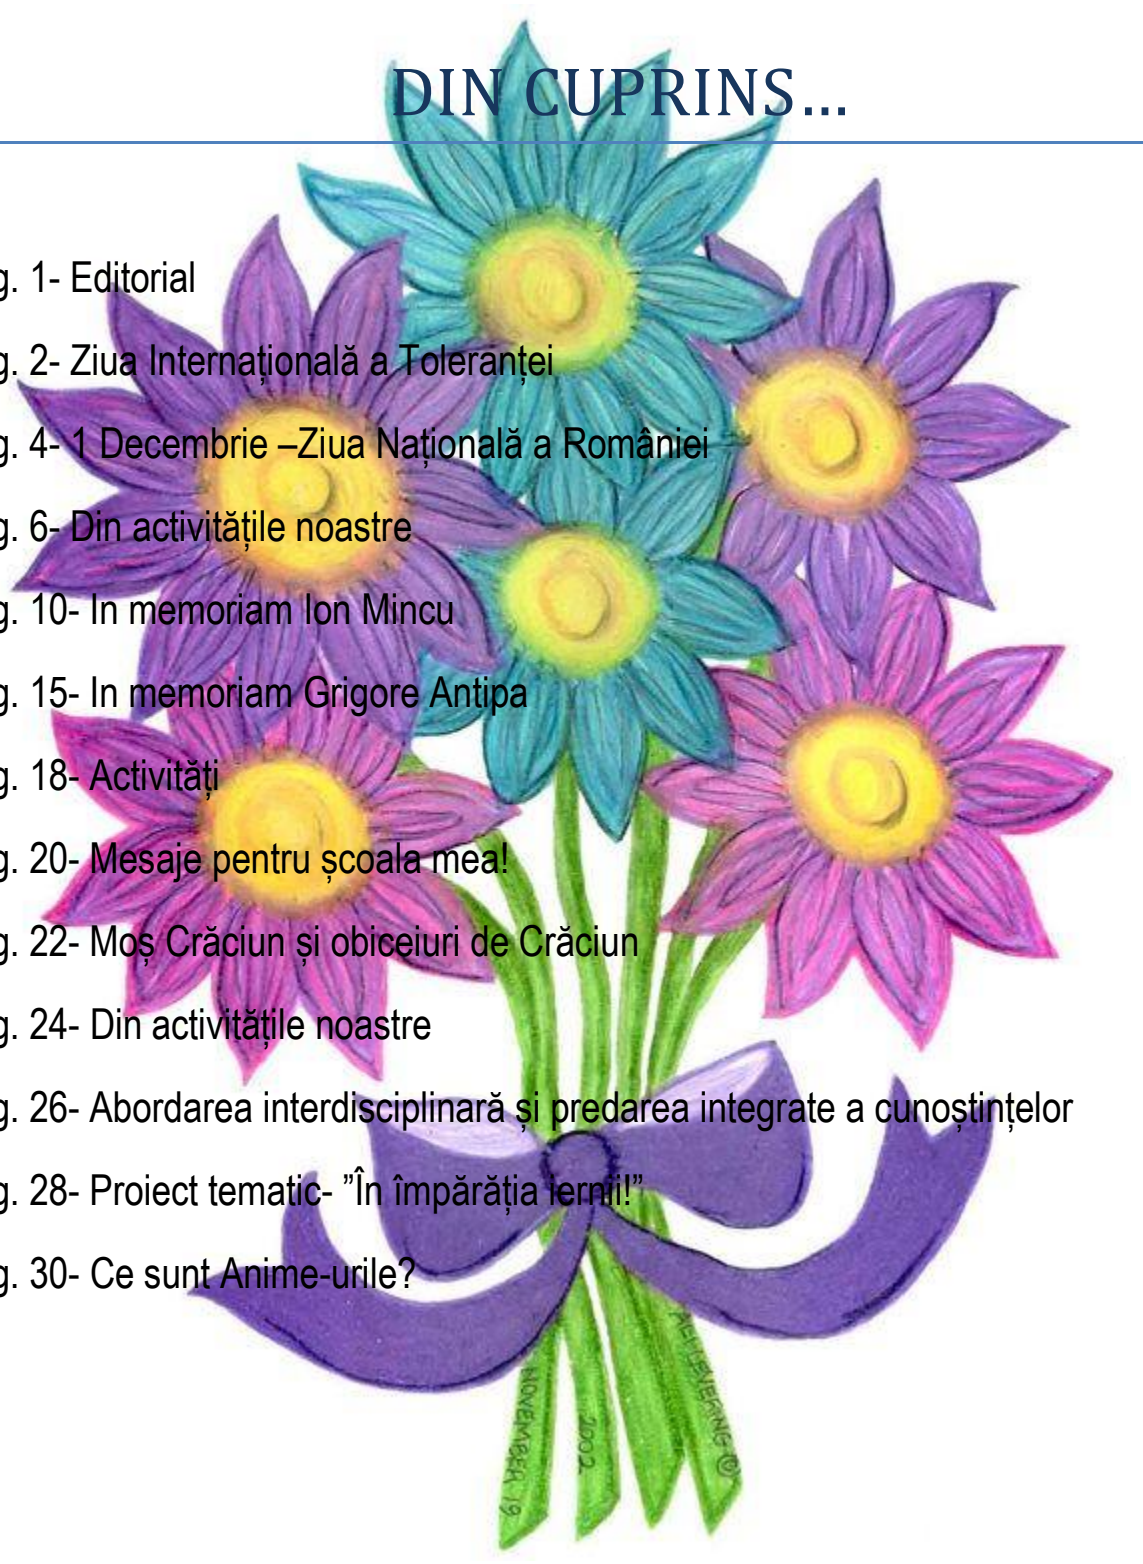 DIN CUPRINS…
g. 1- Editorial
g. 2- Ziua Internațională a Toleranței
g. 4- 1 Decembrie –Ziua Națională a României
g. 6- Din activitățile noastre
g. 10- In memoriam Ion Mincu
g. 15- In memoriam Grigore Antipa
g. 18- Activități
g. 20- Mesaje pentru școala mea!
g. 22- Moș Crăciun și obiceiuri de Crăciun
g. 24- Din activitățile noastre
g. 26- Abordarea interdisciplinară și predarea integrate a cunoștințelor
g. 28- Proiect tematic- ”În împărăția iernii!”
g. 30- Ce sunt Anime-urile?
NOVEMBER 19
2002
©